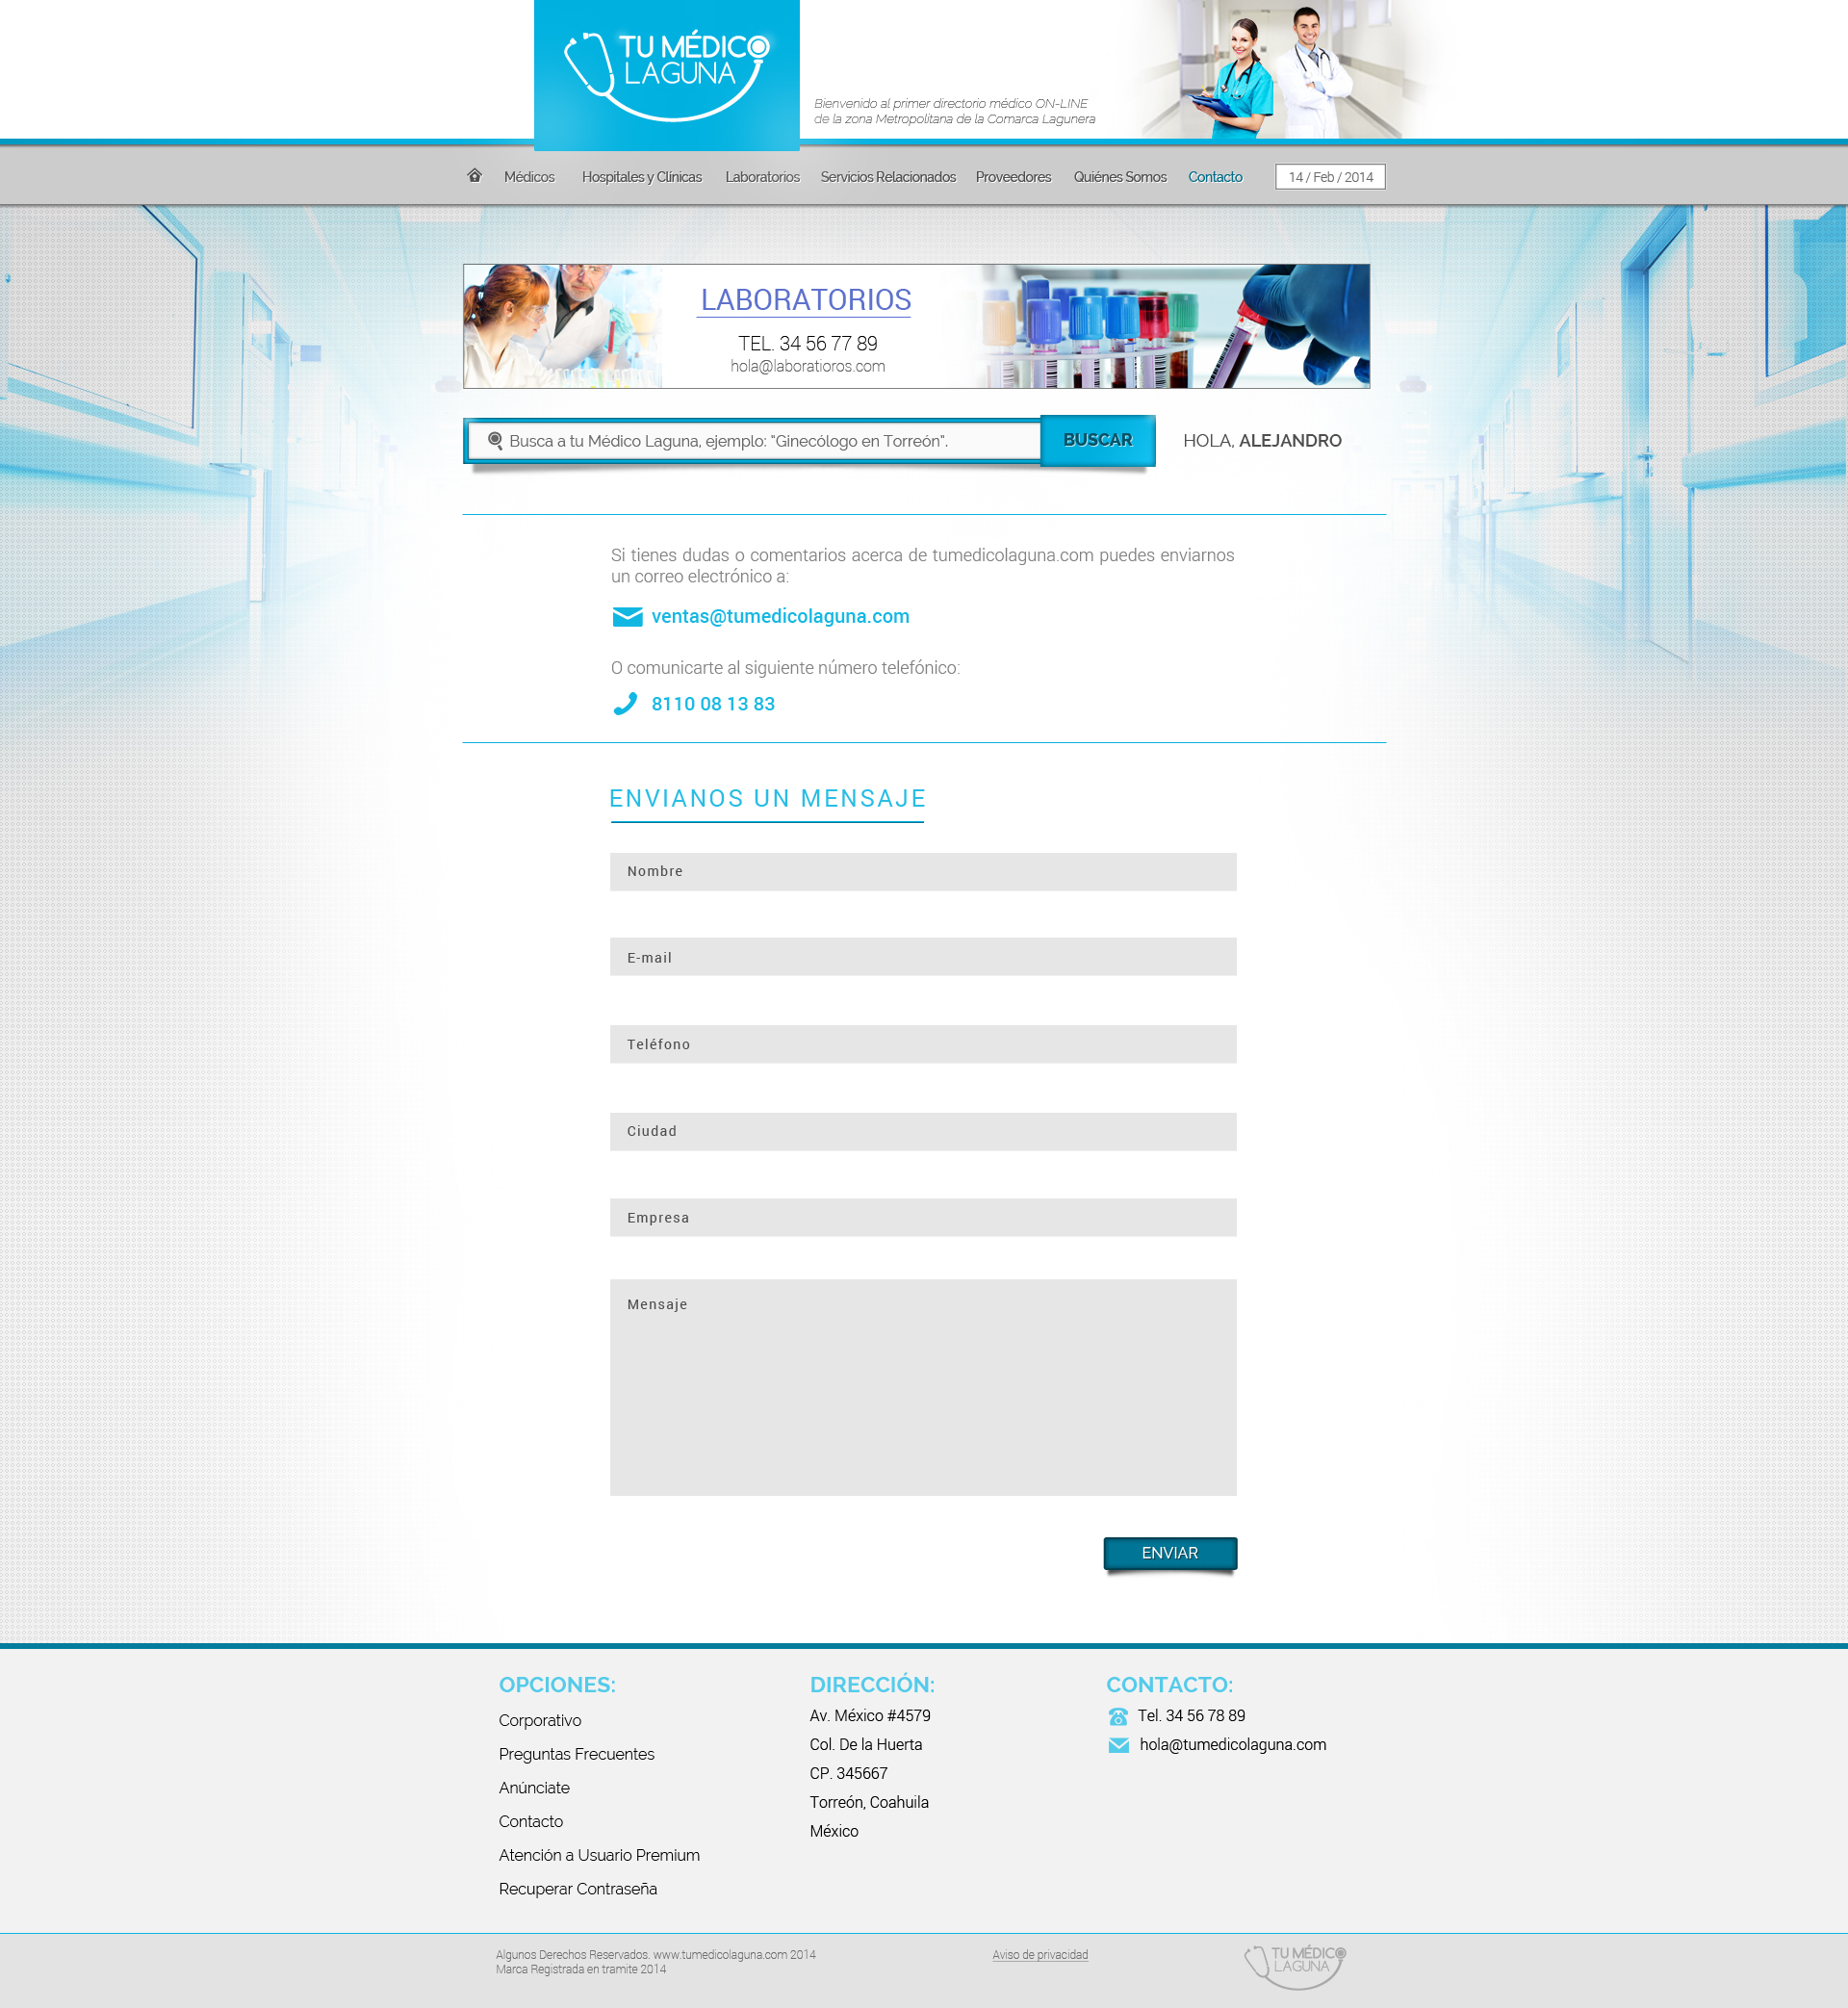 TU MÉDICO
LAGUNA
Bienvenido al primer directorio médico ON-LINE
de la zona Metropolitana de la Comarca Lagunera
Médicos Hospitales y Clínicas Laboratorios Servicios Relacionados Proveedores Quiénes Somos Contacto 14 / Feb / 2014
LABORATORIOS
TEL. 34 56 77 89
hola@laboratioros.com
Busca a tu Médico Laguna, ejemplo: "Ginecólogo en Torreón".
BUSCAR
HOLA, ALEJANDRO
Si tienes dudas o comentarios acerca de tumedicolaguna.com puedes enviarnos
un correo electrónico a:
ventas@tumedicolaguna.com
O comunicarte al siguiente número telefónico:
8110 08 13 83
ENVIANOS UN MENSAJE
Nombre
E-mail
Teléfono
Ciudad
Empresa
Mensaje
ENVIAR
OPCIONES:
Corporativo
Preguntas Frecuentes
Anúnciate
Contacto
Atención a Usuario Premium
Recuperar Contraseña
DIRECCIÓN:
Av. México #4579
Col. De la Huerta
CP. 345667
Torreón, Coahuila
México
CONTACTO:
Tel. 34 56 78 89
hola@tumedicolaguna.com
Algunos Derechos Reservados. www.tumedicolaguna.com 2014
Marca Registrada en tramite 2014
Aviso de privacidad
TU MÉDICO
LAGUNA